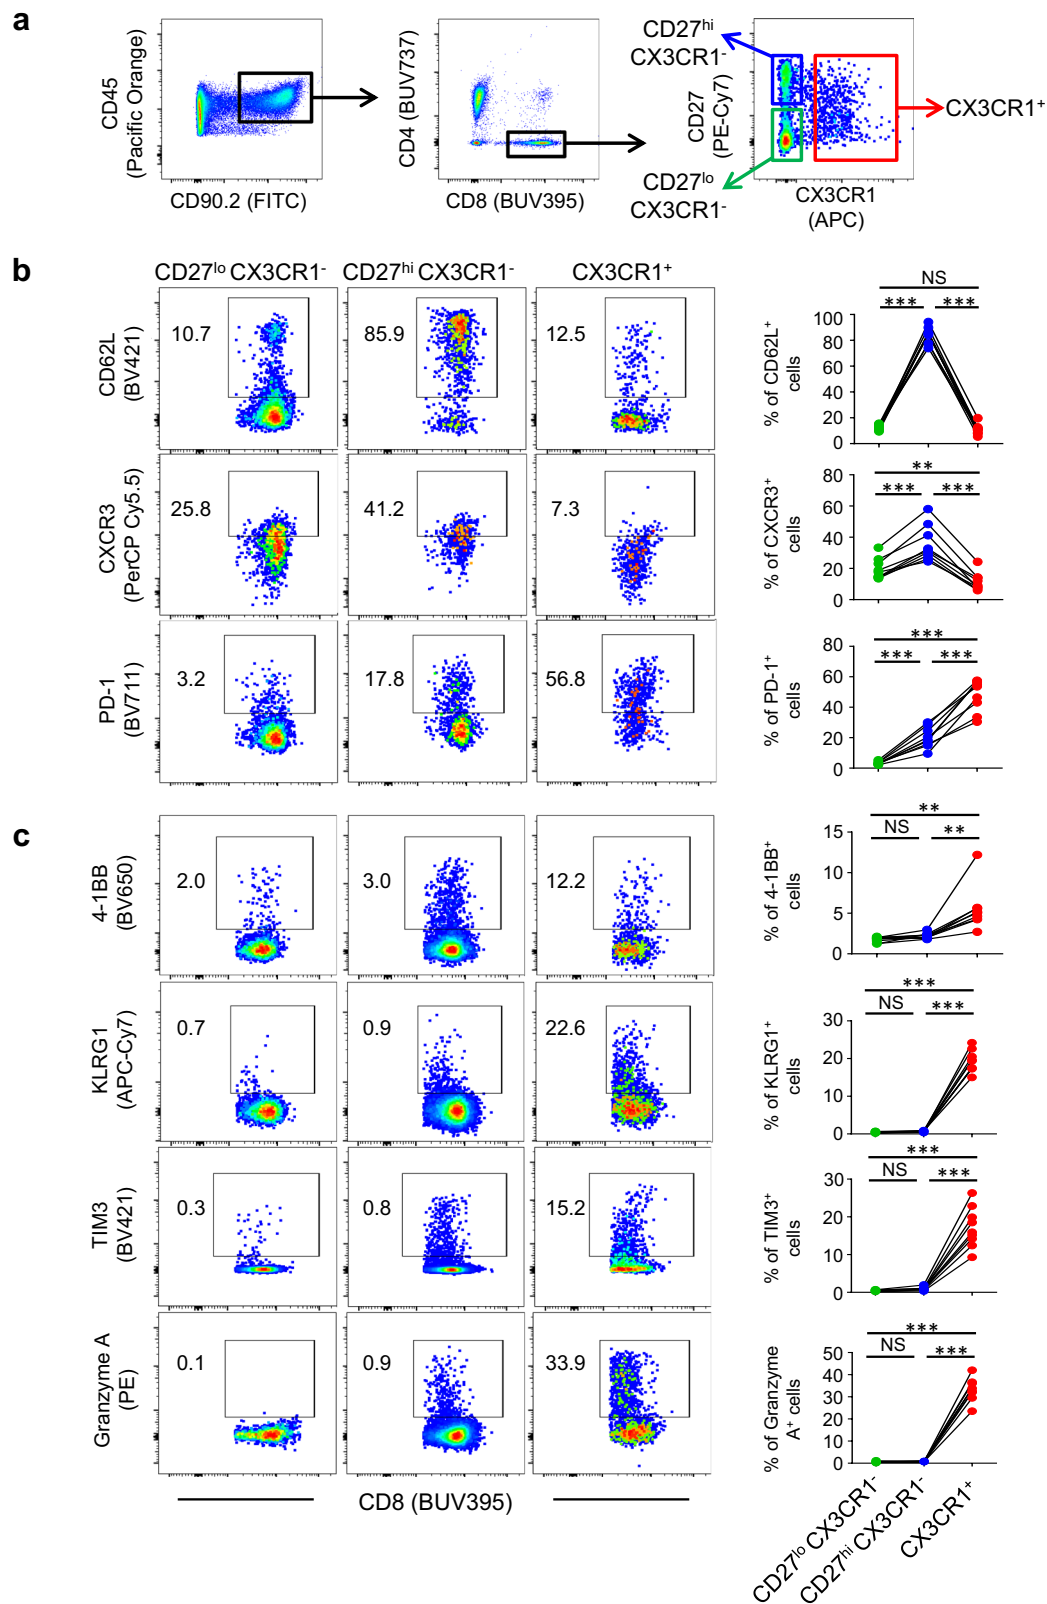 a
CD45
(Pacific Orange)
CD90.2 (FITC)
CD4 (BUV737)
CD8 (BUV395)
CD27hi
CX3CR1-
CD27
(PE-Cy7)
CX3CR1+
CD27lo
CX3CR1-
CX3CR1
(APC)
b
CD27lo CX3CR1-
CD27hi CX3CR1-
CX3CR1+
CD62L
(BV421)
10.7
85.9
12.5
% of CD62L+
cells
NS
*** ***
100
80
60
40
20
0
CXCR3
(PerCP Cy5.5)
25.8
41.2
7.3
% of CXCR3+
cells
**
*** ***
80
60
40
20
0
PD-1
(BV711)
3.2
17.8
56.8
% of PD-1+
cells
***
*** ***
80
60
40
20
0
c
4-1BB
(BV650)
2.0
3.0
12.2
% of 4-1BB+
cells
**
NS **
15
10
5
0
KLRG1
(APC-Cy7)
0.7
0.9
22.6
% of KLRG1+
cells
***
NS ***
30
20
10
0
TIM3
(BV421)
0.3
0.8
15.2
% of TIM3+
cells
***
NS ***
30
20
10
0
Granzyme A
(PE)
0.1
0.9
33.9
% of Granzyme
A+ cells
***
NS ***
50
40
30
20
10
0
CD8 (BUV395)
CD27lo CX3CR1-
CD27hi CX3CR1-
CX3CR1+